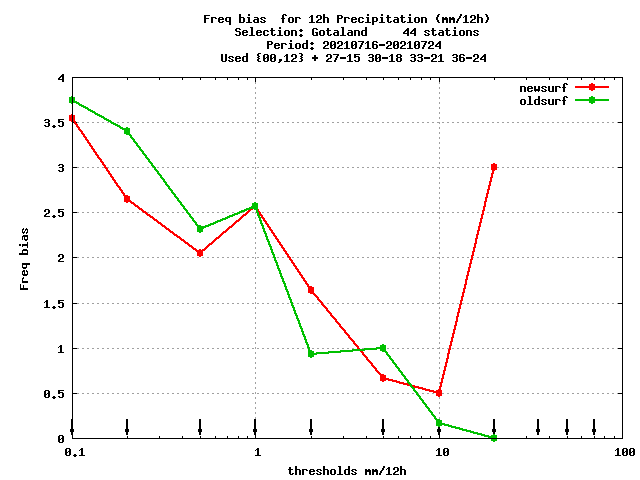 Freq bias  for 12h Precipitation (mm/12h)
Selection: Gotaland     44 stations
Period: 20210716-20210724
Used {00,12} + 27-15 30-18 33-21 36-24
newsurf
oldsurf
4
3.5
3
2.5
2
1.5
1
0.5
0
Freq bias
0.1
1
10
100
thresholds mm/12h